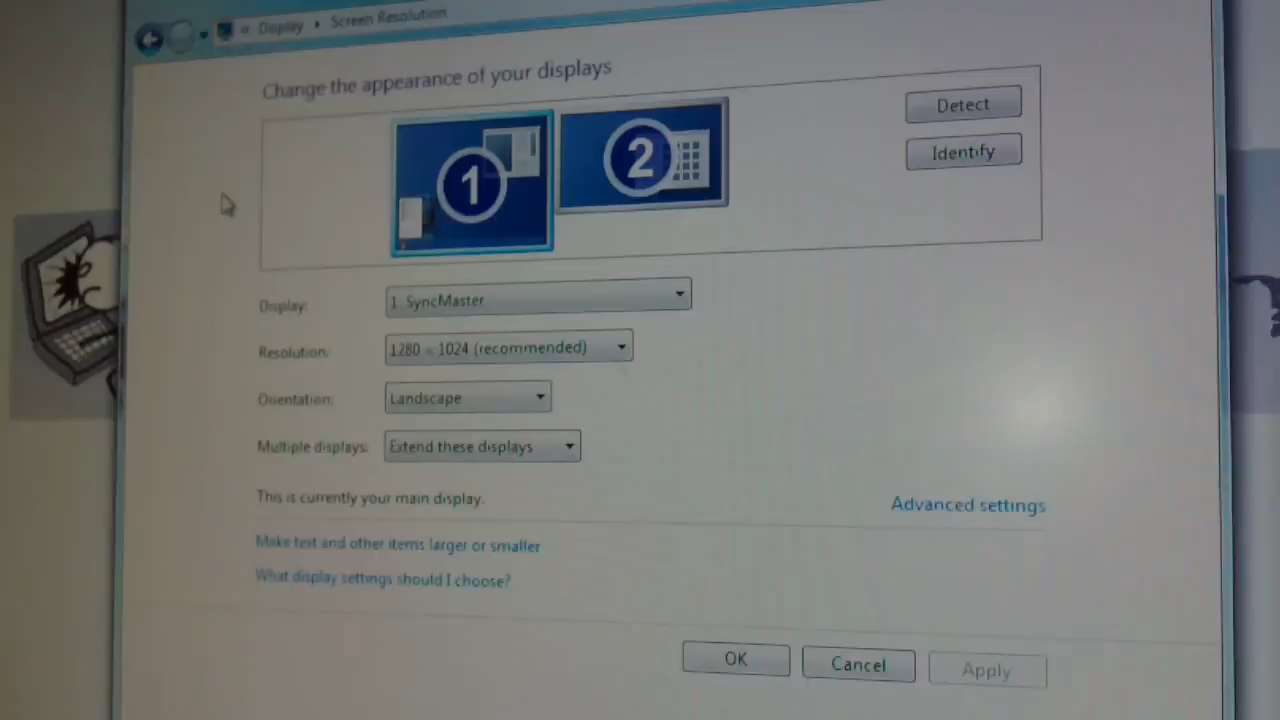 « Display › Screen Resolution
Change the appearance of your displays
1
2
Detect
Identify
Display: 1. SyncMaster
Resolution: 1280 × 1024 (recommended)
Orientation: Landscape
Multiple displays: Extend these displays
This is currently your main display.
Advanced settings
Make text and other items larger or smaller
What display settings should I choose?
OK Cancel Apply